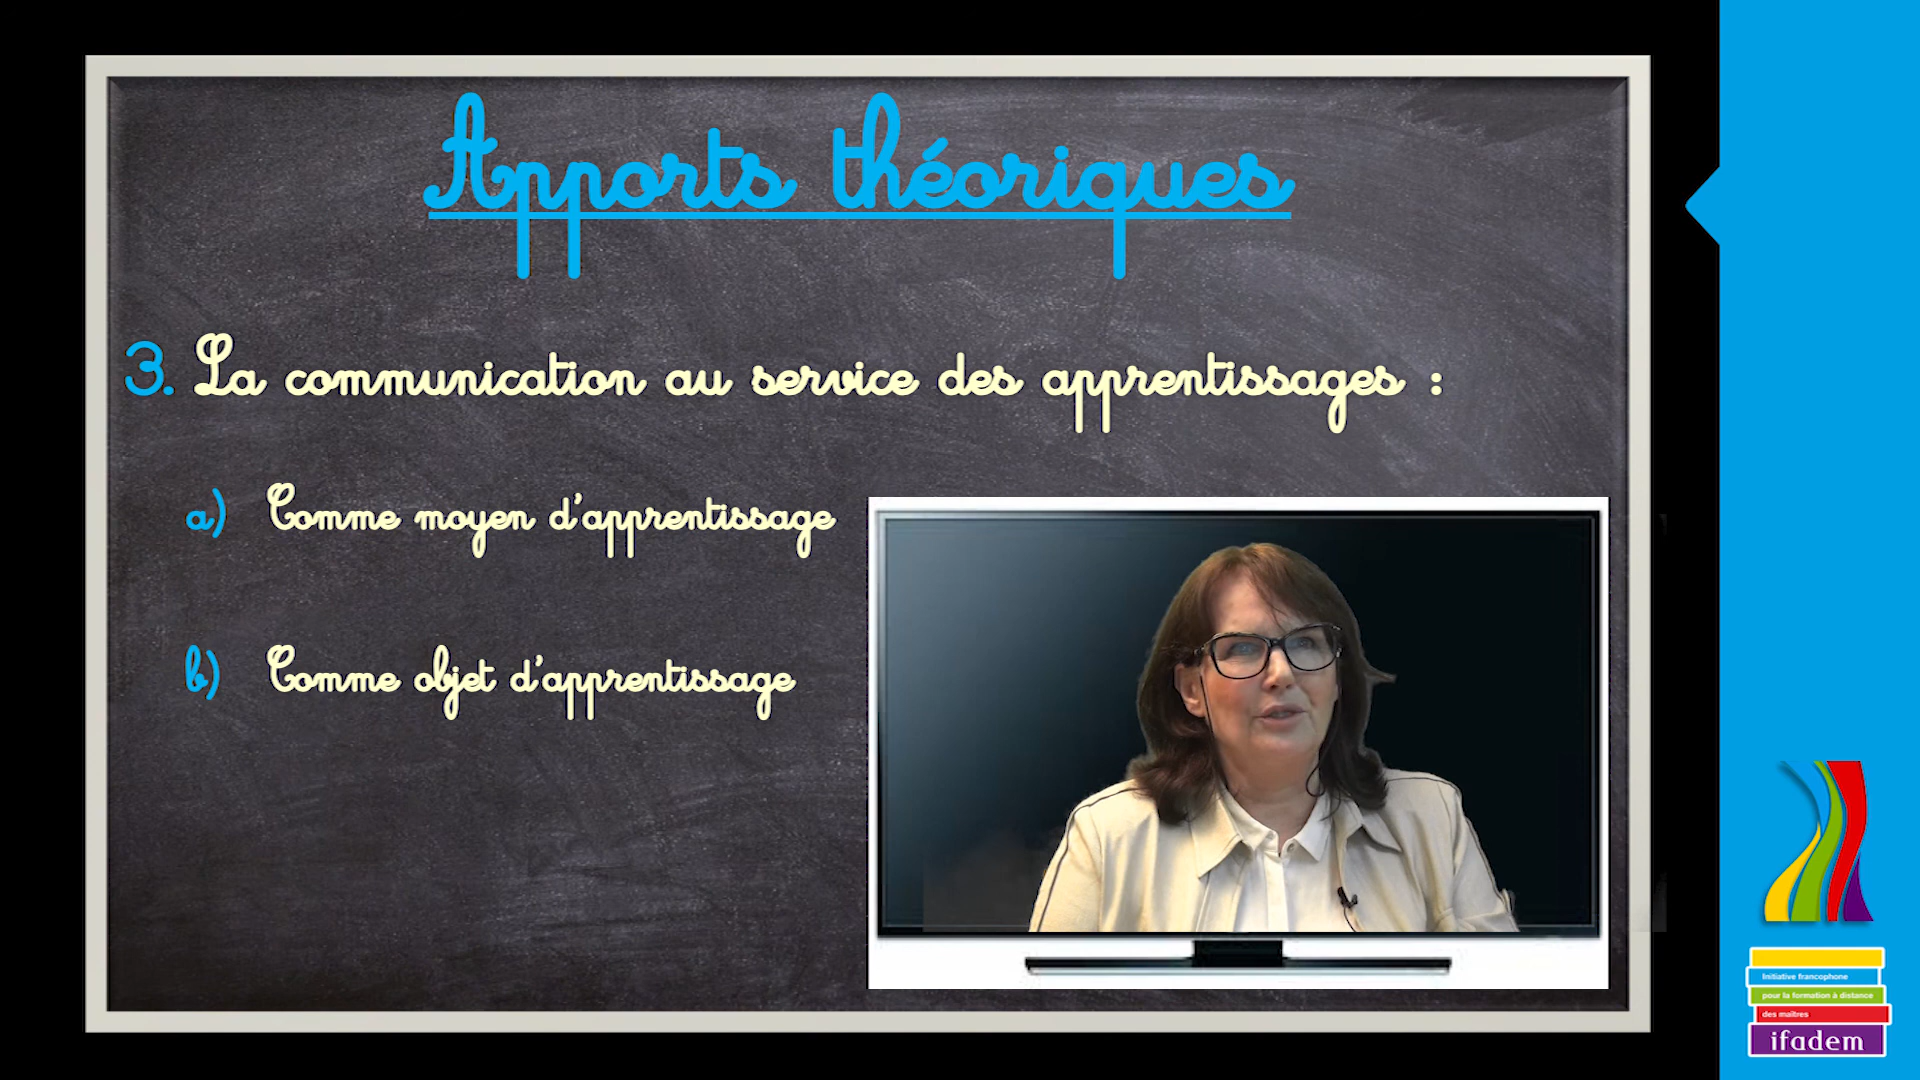 Apports théoriques
3. La communication au service des apprentissages :
a) Comme moyen d'apprentissage
b) Comme objet d'apprentissage
Initiative francophone
pour la formation à distance
des maîtres
ifadem